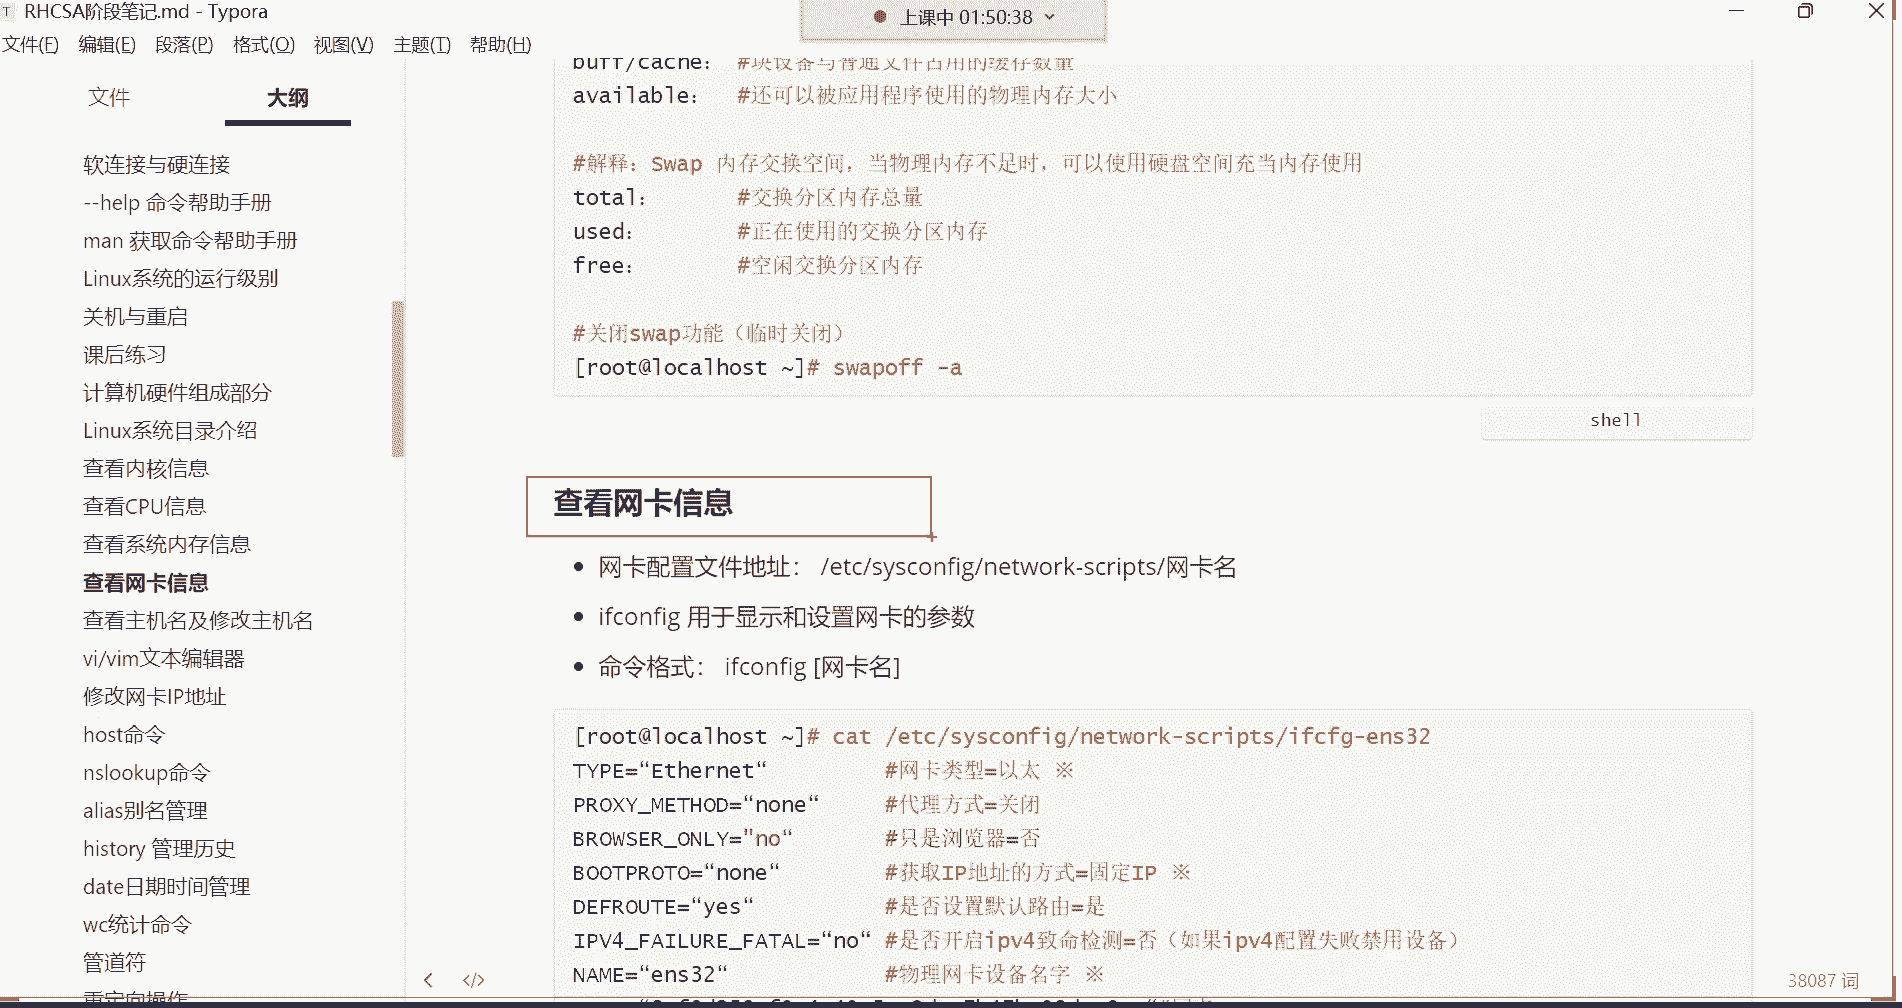 RHCSA阶段笔记.md - Typora
上课中 01:50:38
文件(F) 编辑(E) 段落(P) 格式(O) 视图(V) 主题(T) 帮助(H)
文件 大纲
软连接与硬连接
--help 命令帮助手册
man 获取命令帮助手册
Linux系统的运行级别
关机与重启
课后练习
计算机硬件组成部分
Linux系统目录介绍
查看内核信息
查看CPU信息
查看系统内存信息
查看网卡信息
查看主机名及修改主机名
vi/vim文本编辑器
修改网卡IP地址
host命令
nslookup命令
alias别名管理
history 管理历史
date日期时间管理
wc统计命令
管道符
重定向操作
buff/cache： #块设备与普通文件占用的缓存数量
available： #还可以被应用程序使用的物理内存大小
#解释：Swap 内存交换空间，当物理内存不足时，可以使用硬盘空间充当内存使用
total： #交换分区内存总量
used： #正在使用的交换分区内存
free： #空闲交换分区内存
#关闭swap功能（临时关闭）
[root@localhost ~]# swapoff -a
shell
查看网卡信息
网卡配置文件地址： /etc/sysconfig/network-scripts/网卡名
ifconfig 用于显示和设置网卡的参数
命令格式： ifconfig [网卡名]
[root@localhost ~]# cat /etc/sysconfig/network-scripts/ifcfg-ens32
TYPE=“Ethernet“ #网卡类型=以太 ※
PROXY_METHOD=“none“ #代理方式=关闭
BROWSER_ONLY="no“ #只是浏览器=否
BOOTPROTO=“none“ #获取IP地址的方式=固定IP ※
DEFROUTE=“yes“ #是否设置默认路由=是
IPV4_FAILURE_FATAL=“no“ #是否开启ipv4致命检测=否（如果ipv4配置失败禁用设备）
NAME=“ens32“ #物理网卡设备名字 ※
38087 词